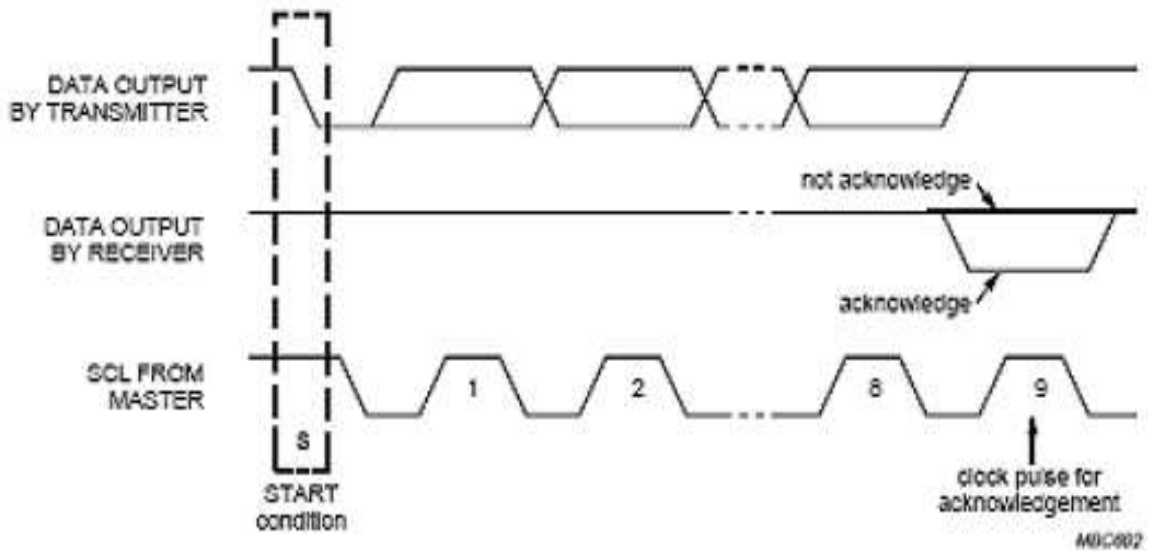 DATA OUTPUT
BY TRANSMITTER
not acknowledge
DATA OUTPUT
BY RECEIVER
acknowledge
SCL FROM
MASTER
1
2
8
9
S
START
condition
clock pulse for
acknowledgement
MBC602